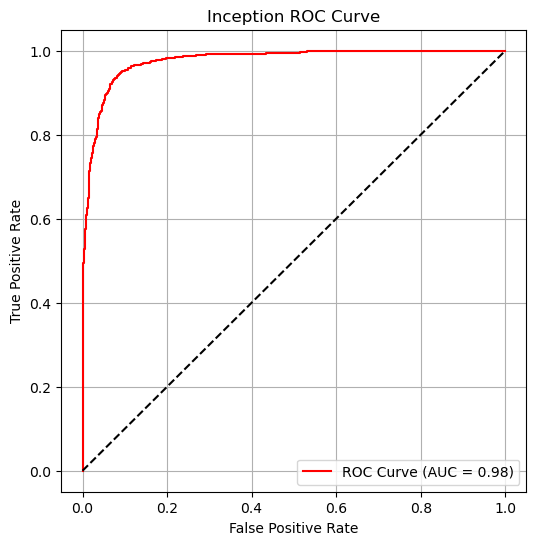 Inception ROC Curve
1.0
0.8
0.6
0.4
0.2
0.0
True Positive Rate
ROC Curve (AUC = 0.98)
0.0 0.2 0.4 0.6 0.8 1.0
False Positive Rate